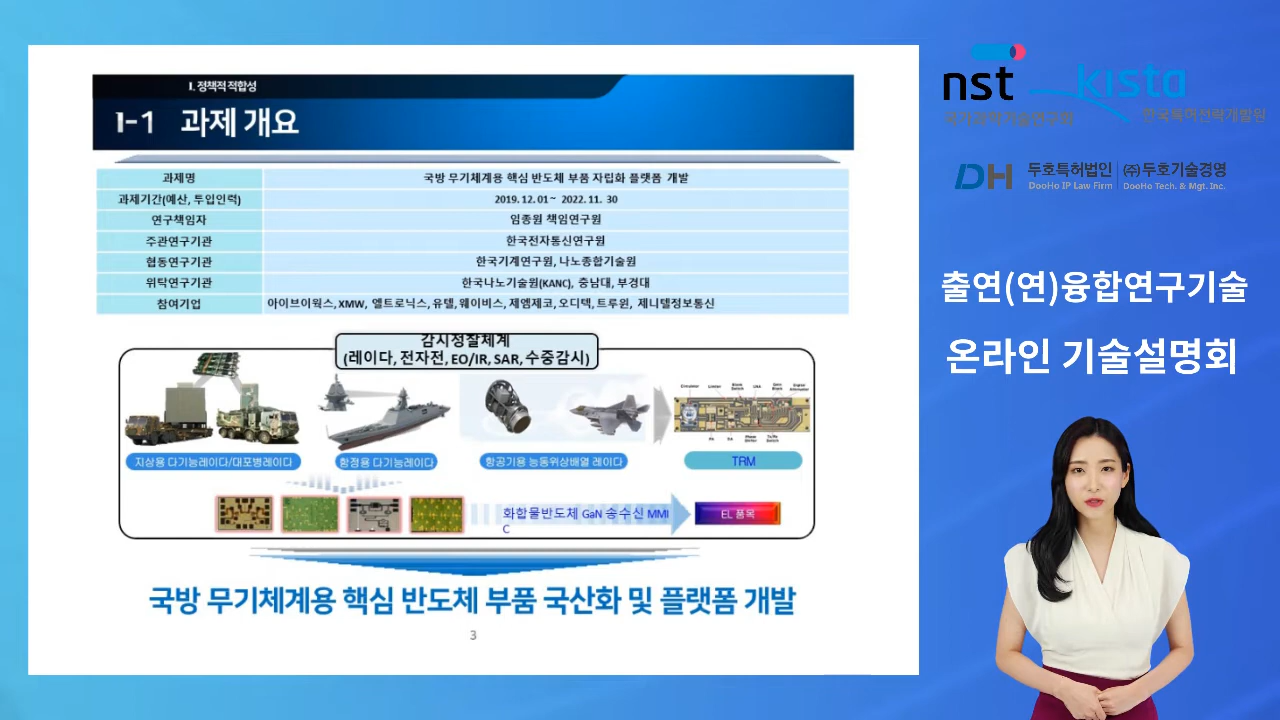 I. 정책적 적합성
I-1 과제 개요
과제명 국방 무기체계용 핵심 반도체 부품 자립화 플랫폼 개발
과제기간(예산, 투입인력) 2019. 12. 01 ~ 2022. 11. 30
연구책임자 임종원 책임연구원
주관연구기관 한국전자통신연구원
협동연구기관 한국기계연구원, 나노종합기술원
위탁연구기관 한국나노기술원(KANC), 충남대, 부경대
참여기업 아이브이웍스, XMW, 엘트로닉스, 유텔, 웨이비스, 제엠제코, 오디텍, 트루윈, 제니텔정보통신
감시정찰체계
(레이다, 전자전, EO/IR, SAR, 수중감시)
Circulator Limiter LNA
PA DA
지상용 다기능레이다/대포병레이다
함정용 다기능레이다
항공기용 능동위상배열 레이다
TRM
화합물반도체 GaN 송수신 MMI
C
EL 품목
국방 무기체계용 핵심 반도체 부품 국산화 및 플랫폼 개발
3
nst
국가과학기술연구회
kista
한국특허전략개발원
DH 두호특허법인 (주)두호기술경영
DooHo IP Law Firm DooHo Tech. & Mgt. Inc.
출연(연)융합연구기술
온라인 기술설명회